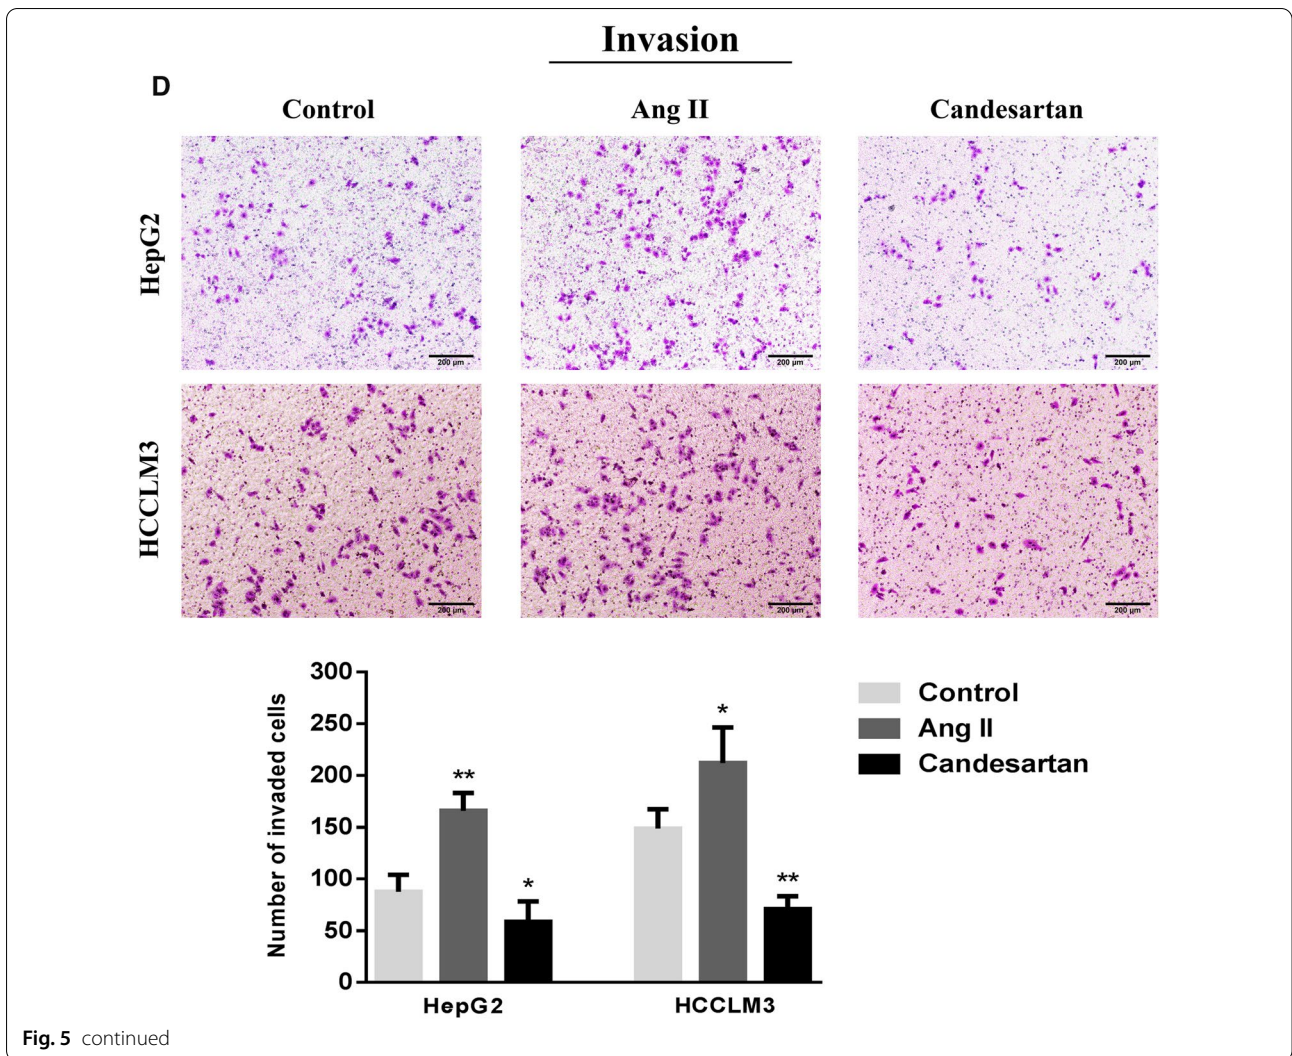 Invasion
D
Control Ang II Candesartan
HepG2
200 µm 200 µm 200 µm
HCCLM3
200 µm 200 µm 200 µm
Number of invaded cells
300
250
200
150
100
50
0
** * * **
HepG2 HCCLM3
Control
Ang II
Candesartan
Fig. 5 continued